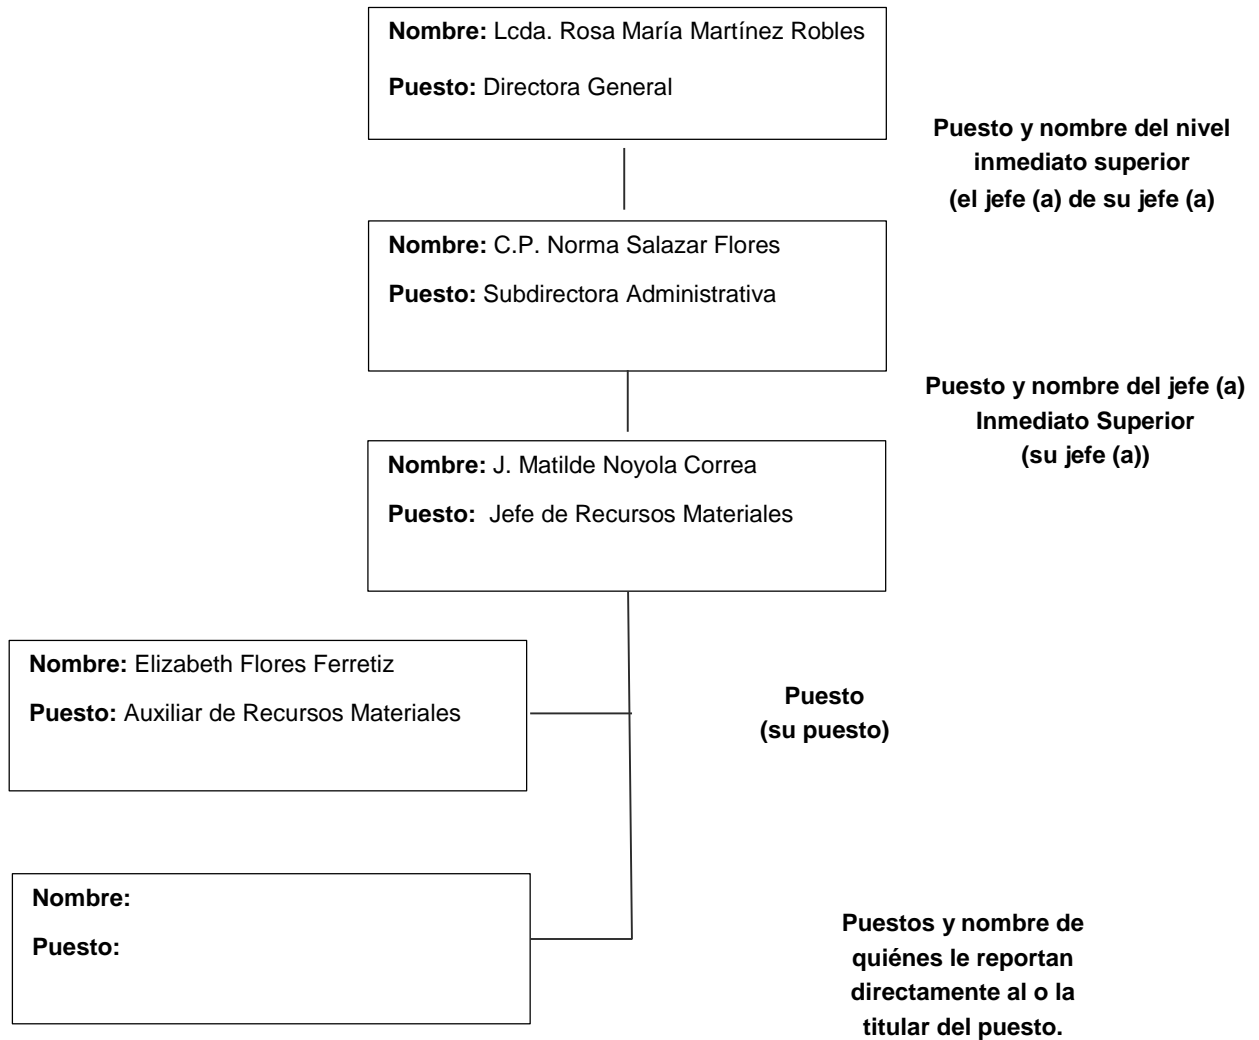 Nombre: Lcda. Rosa María Martínez Robles
Puesto: Directora General
Puesto y nombre del nivel
inmediato superior
(el jefe (a) de su jefe (a)
Nombre: C.P. Norma Salazar Flores
Puesto: Subdirectora Administrativa
Puesto y nombre del jefe (a)
Inmediato Superior
(su jefe (a))
Nombre: J. Matilde Noyola Correa
Puesto: Jefe de Recursos Materiales
Nombre: Elizabeth Flores Ferretiz
Puesto: Auxiliar de Recursos Materiales
Puesto
(su puesto)
Nombre:
Puesto:
Puestos y nombre de
quiénes le reportan
directamente al o la
titular del puesto.